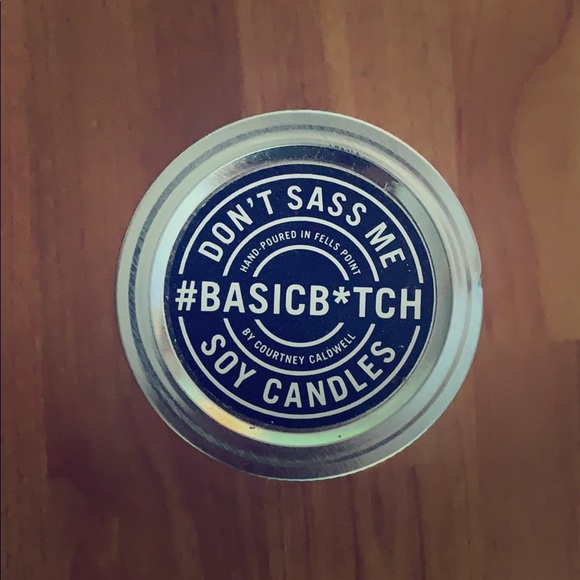 DON'T SASS ME
HAND-POURED IN FELLS POINT
#BASICB*TCH
BY COURTNEY CALDWELL
SOY CANDLES